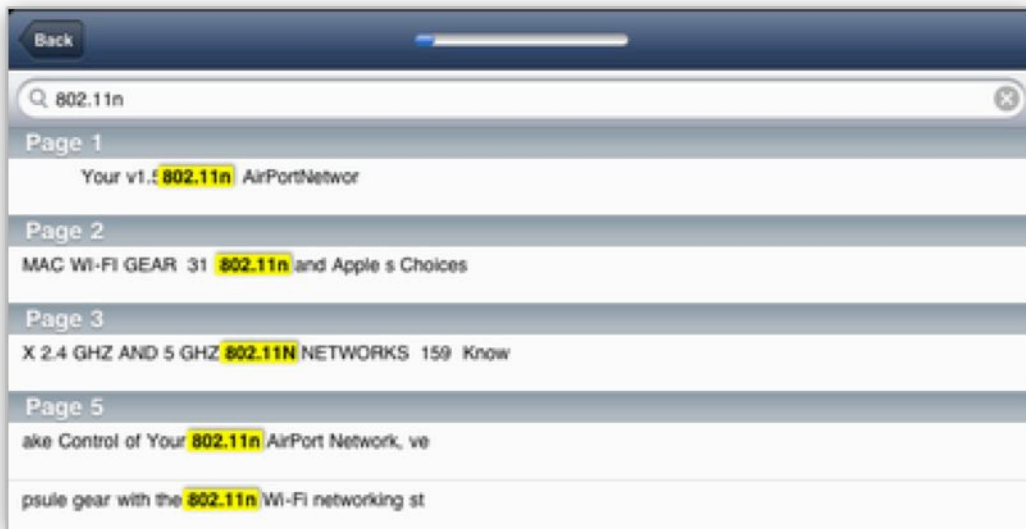 Back
802.11n
Page 1
Your v1.5 802.11n AirPortNetwor
Page 2
MAC WI-FI GEAR 31 802.11n and Apple s Choices
Page 3
X 2.4 GHZ AND 5 GHZ 802.11N NETWORKS 159 Know
Page 5
ake Control of Your 802.11n AirPort Network, ve
psule gear with the 802.11n Wi-Fi networking st